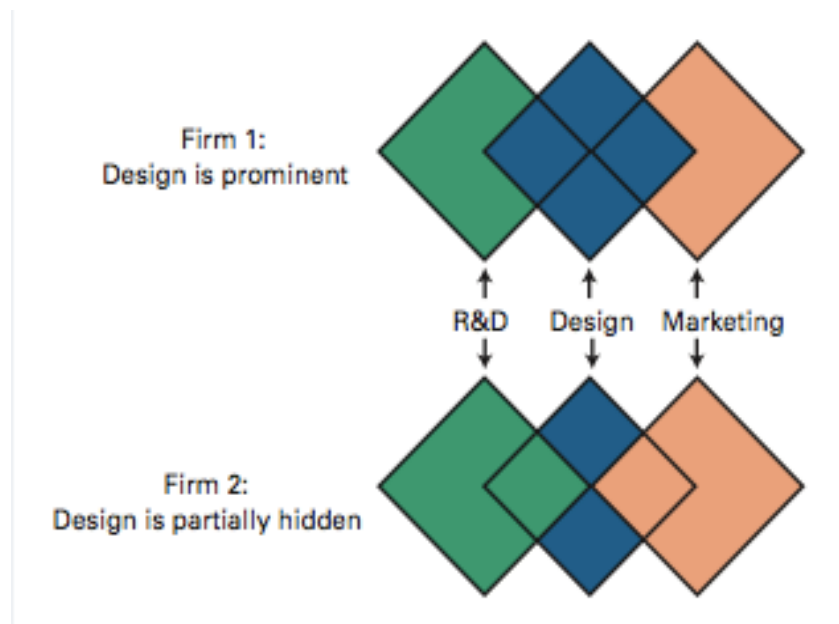 Firm 1:
Design is prominent
R&D Design Marketing
Firm 2:
Design is partially hidden